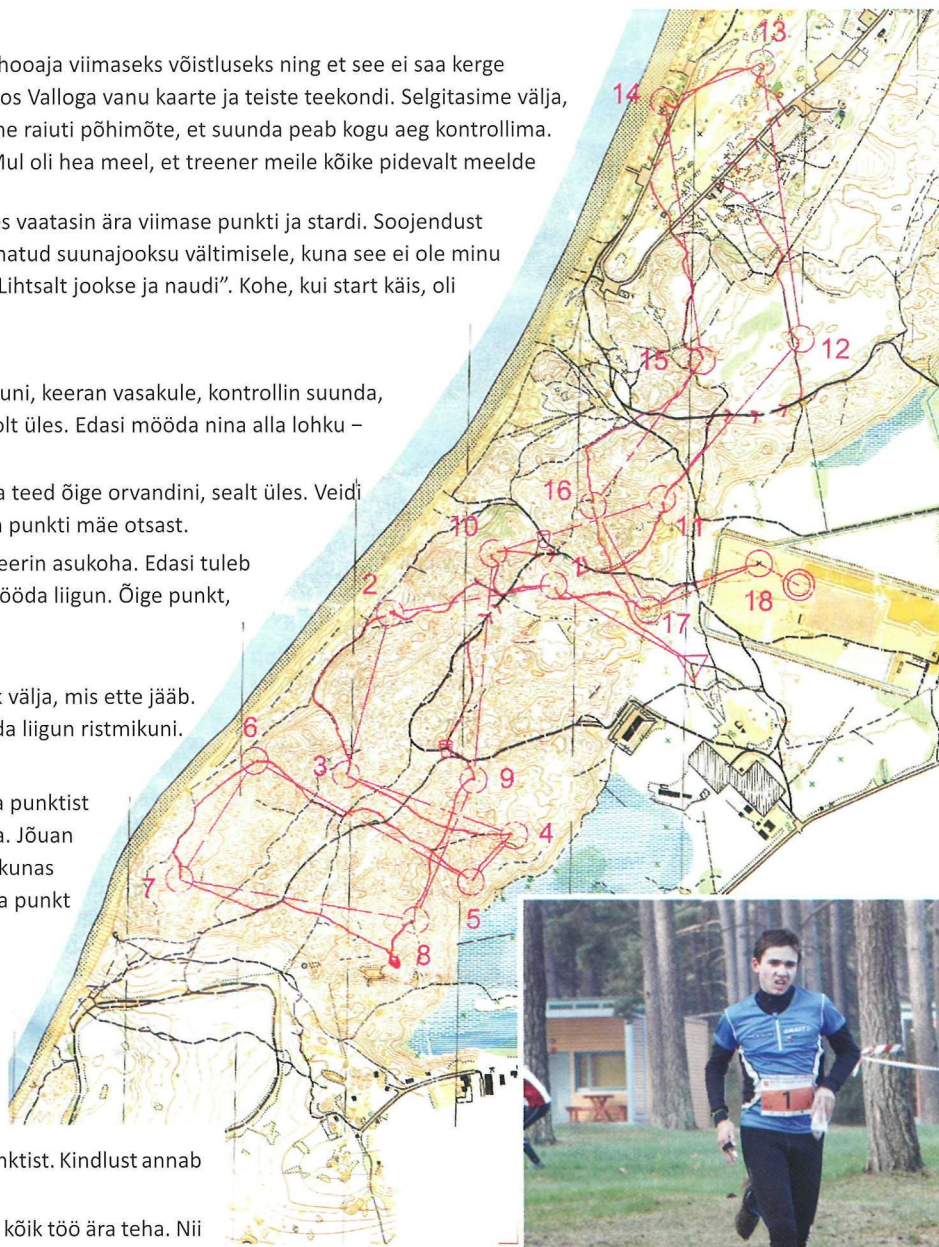 hooaja viimaseks võistluseks ning et see ei saa kerge
os Valloga vanu kaarte ja teiste teekondi. Selgitasime välja,
ne raiuti põhimõte, et suunda peab kogu aeg kontrollima.
Mul oli hea meel, et treener meile kõike pidevalt meelde
s vaatasin ära viimase punkti ja stardi. Soojendust
natud suunajooksu vältimisele, kuna see ei ole minu
Lihtsalt jookse ja naudi”. Kohe, kui start käis, oli
uni, keeran vasakule, kontrollin suunda,
olt üles. Edasi mööda nina alla lohku –
a teed õige orvandini, sealt üles. Veidi
punkti mäe otsast.
eerin asukoha. Edasi tuleb
ööda liigun. Õige punkt,
k välja, mis ette jääb.
da liigun ristmikuni.
a punktist
a. Jõuan
kunas
a punkt
nktist. Kindlust annab
kõik töö ära teha. Nii
13
14
12
15
16
11
10
1
2
17
18
6
3
9
4
7
5
8
1